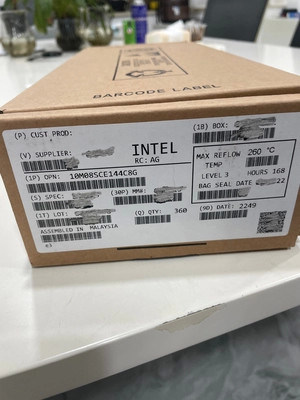 BARCODE LABEL
(P) CUST PROD:
(1B) BOX:
(V) SUPPLIER:
INTEL
RC: AG
(1P) OPN: 10M08SCE144C8G
MAX REFLOW 260 °C
TEMP
LEVEL 3 HOURS 168
BAG SEAL DATE 22
(S) SPEC:
(30P) MM#:
(1T) LOT:
(Q) QTY: 360
ASSEMBLED IN MALAYSIA
(9D) DATE: 2249